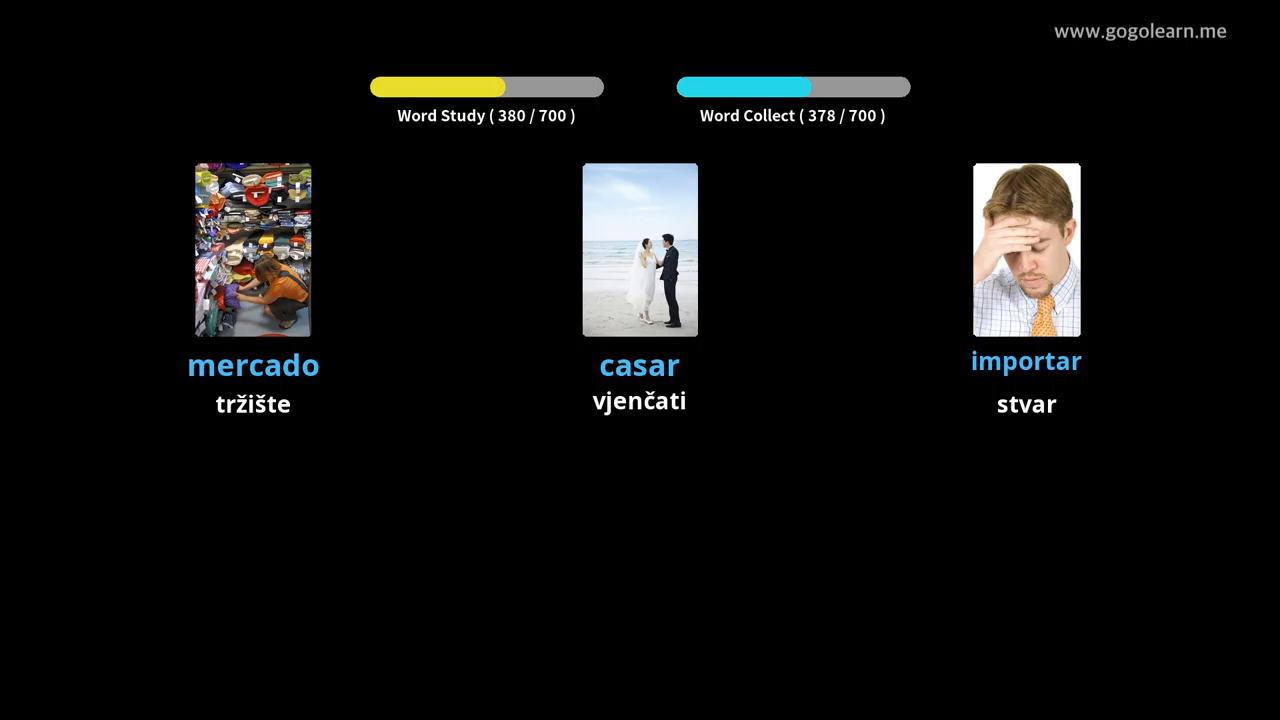 www.gogolearn.me
Word Study ( 380 / 700 )
Word Collect ( 378 / 700 )
mercado
tržište
casar
vjenčati
importar
stvar